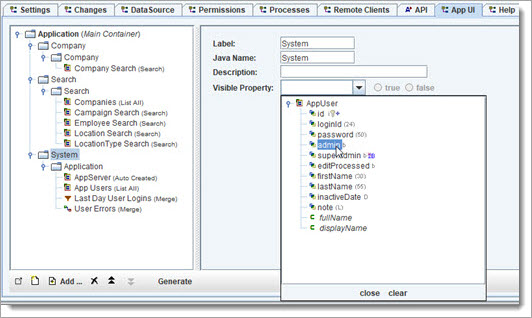 Settings Changes DataSource Permissions Processes Remote Clients API App UI Help
Application (Main Container)
Company
Company
Company Search (Search)
Search
Search
Companies (List All)
Campaign Search (Search)
Employee Search (Search)
Location Search (Search)
LocationType Search (Search)
System
Application
AppServer (Auto Created)
App Users (List All)
Last Day User Logins (Merge)
User Errors (Merge)
Add ... Generate
Label: System
Java Name: System
Description:
Visible Property: true false
AppUser
id
loginId (24)
password (50)
admin b
superAdmin b
editProcessed b
firstName (30)
lastName (55)
inactiveDate D
note (L)
fullName
displayName
close clear